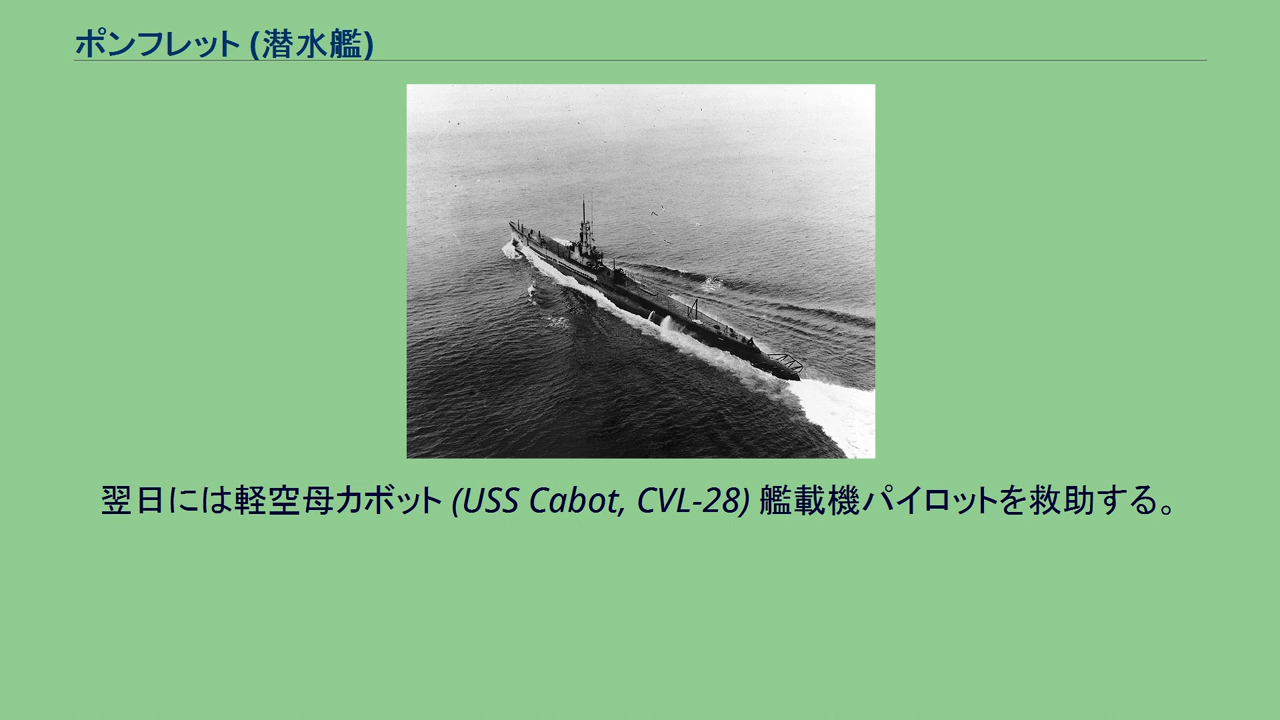 ポンフレット (潜水艦)
翌日には軽空母カボット (USS Cabot, CVL-28) 艦載機パイロットを救助する。